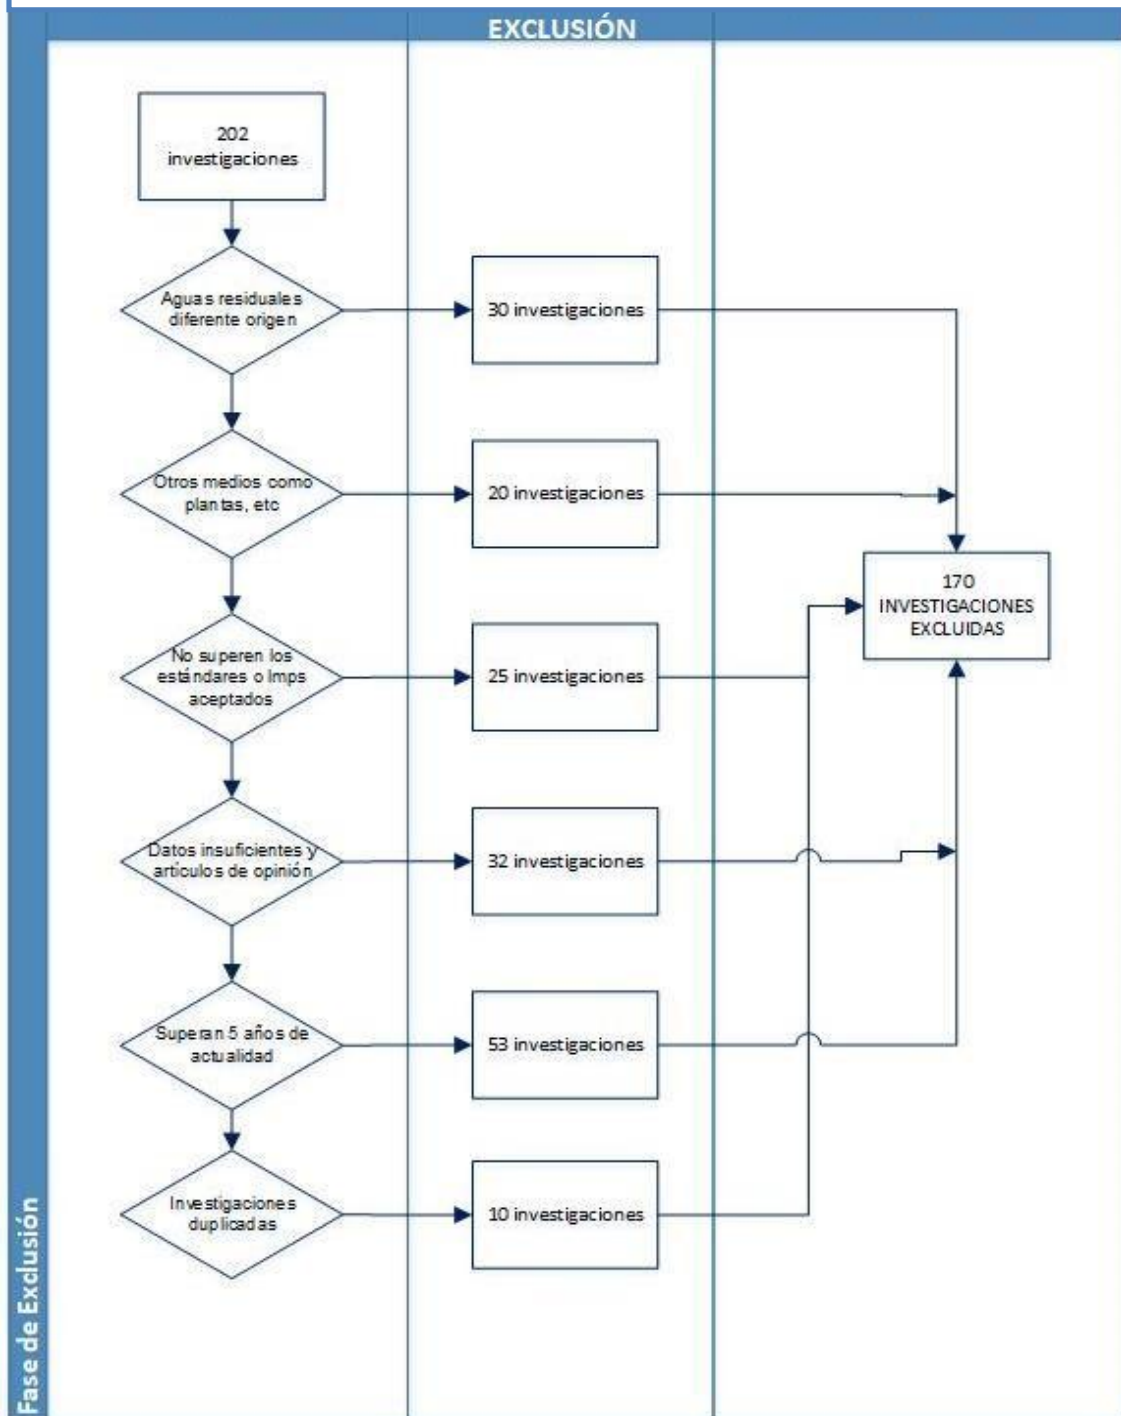 EXCLUSIÓN
202
investigaciones
Aguas residuales
diferente origen
30 investigaciones
Otros medios como
plantas, etc
20 investigaciones
170
INVESTIGACIONES
EXCLUIDAS
No superen los
estándares o lmps
aceptados
25 investigaciones
Datos insuficientes y
artículos de opinión
32 investigaciones
Superan 5 años de
actualidad
53 investigaciones
Investigaciones
duplicadas
10 investigaciones
Fase de Exclusión